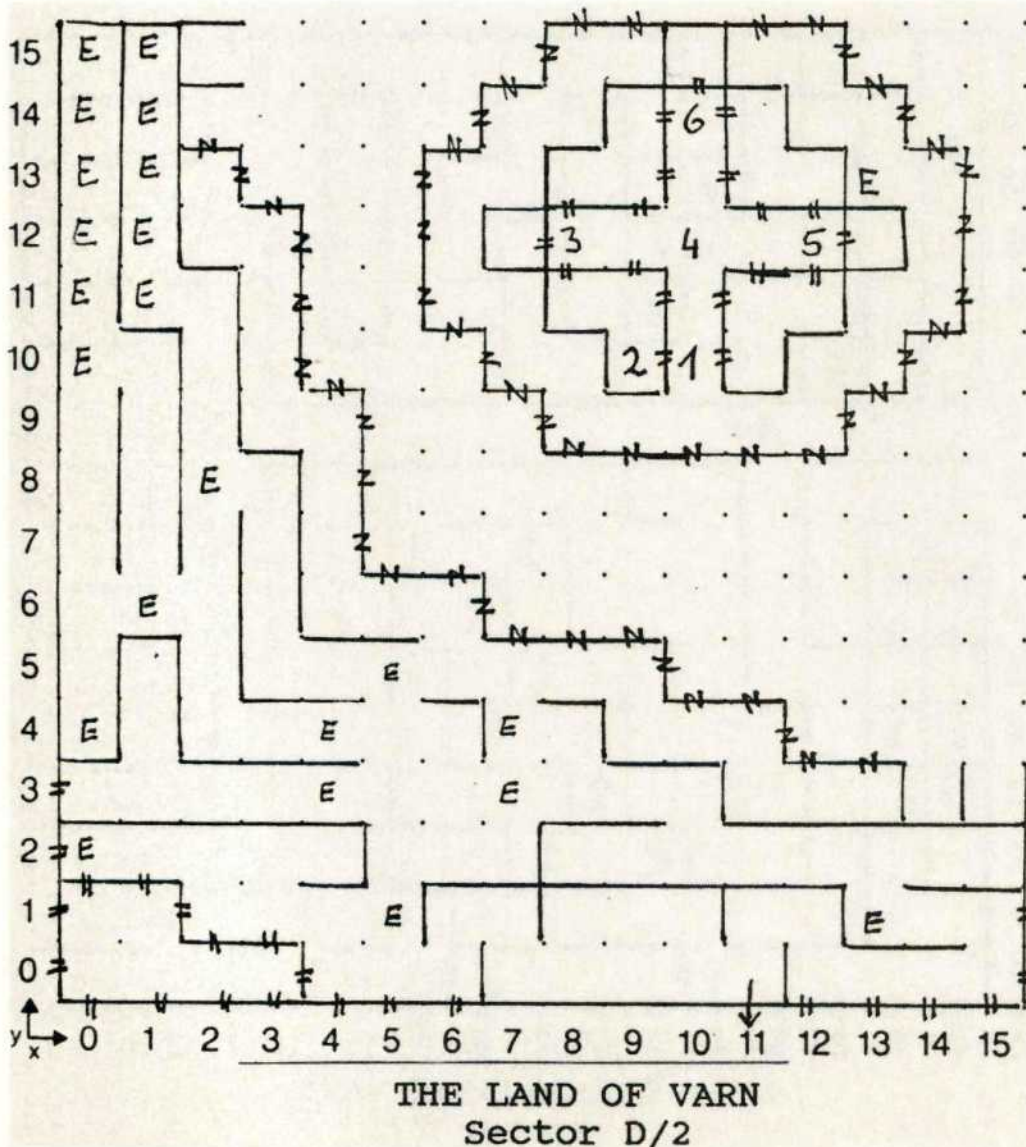 15 E E
14 E E 6
13 E E E
12 E E 3 4 5
11 E E
10 E 2 1
9
8 E
7
6 E
5 E
4 E E E
3 E E
2 E
1 E E
0
y x 0 1 2 3 4 5 6 7 8 9 10 11 12 13 14 15
THE LAND OF VARN
Sector D/2